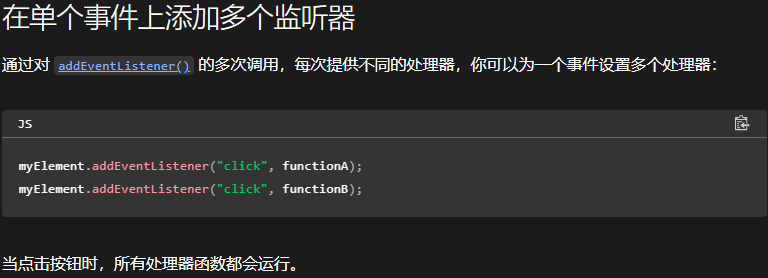 在单个事件上添加多个监听器
通过对 addEventListener() 的多次调用，每次提供不同的处理器，你可以为一个事件设置多个处理器：
JS
myElement.addEventListener("click", functionA);
myElement.addEventListener("click", functionB);
当点击按钮时，所有处理器函数都会运行。